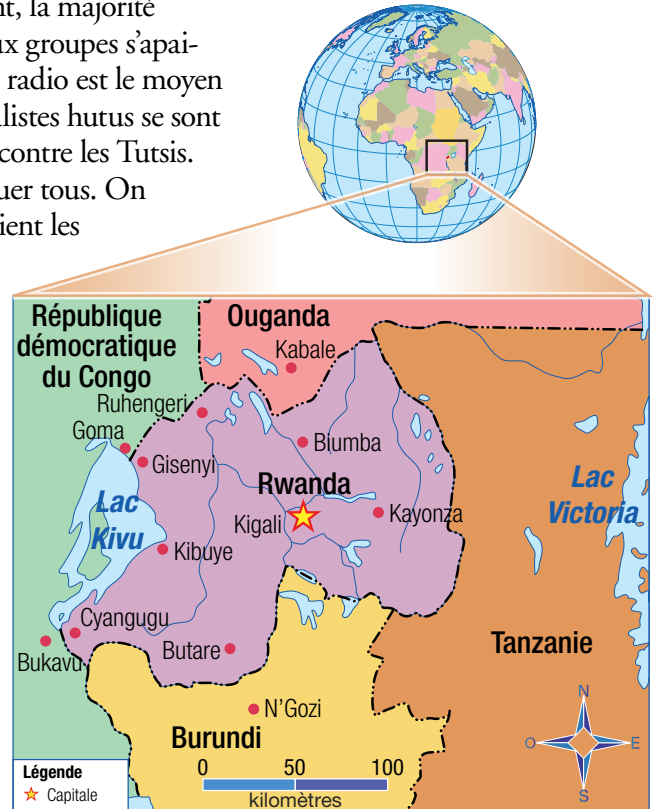 nt, la majorité
ux groupes s’apai-
radio est le moyen
alistes hutus se sont
contre les Tutsis.
uer tous. On
ient les
République
démocratique
du Congo
Ouganda
Kabale
Ruhengeri
Goma
Gisenyi
Biumba
Rwanda
Lac
Kivu
Kigali
Kayonza
Lac
Victoria
Kibuye
Cyangugu
Bukavu
Butare
Tanzanie
N’Gozi
Burundi
N
O
E
S
Légende
Capitale
0 50 100
kilomètres